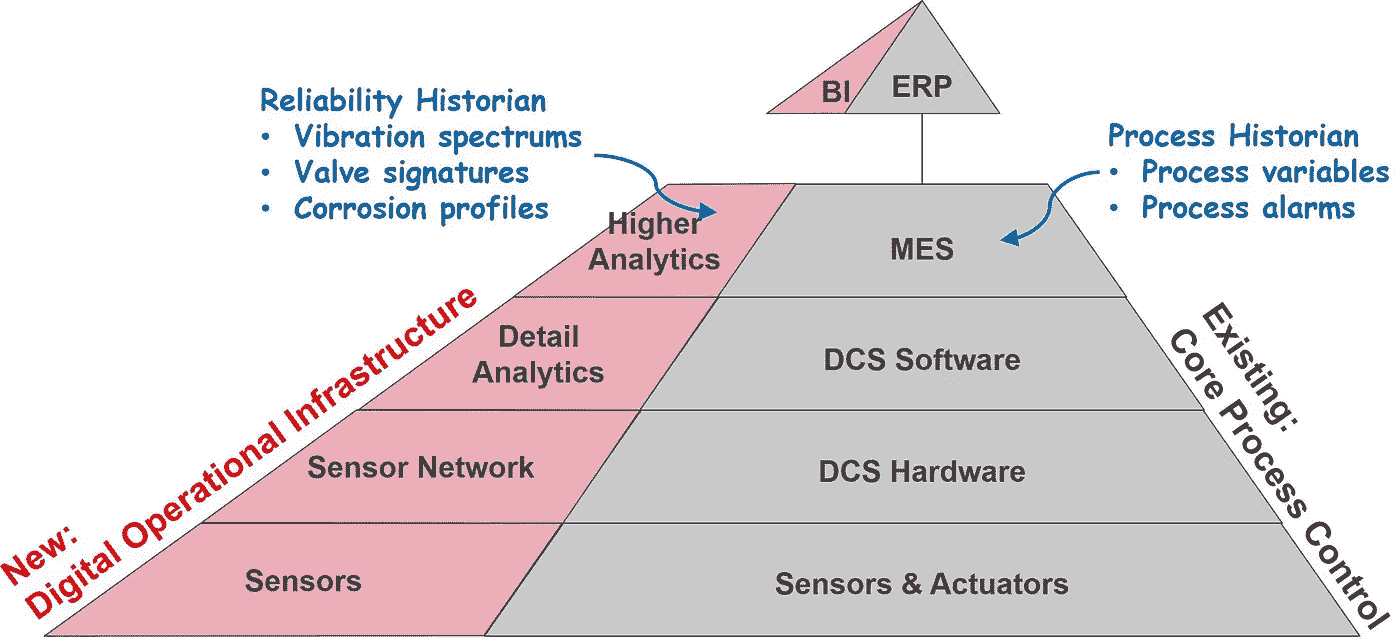 BI
ERP
Reliability Historian
• Vibration spectrums
• Valve signatures
• Corrosion profiles
Process Historian
• Process variables
• Process alarms
Higher
Analytics
MES
Detail
Analytics
DCS Software
Sensor Network
DCS Hardware
Sensors
Sensors & Actuators
New:
Digital Operational Infrastructure
Existing:
Core Process Control